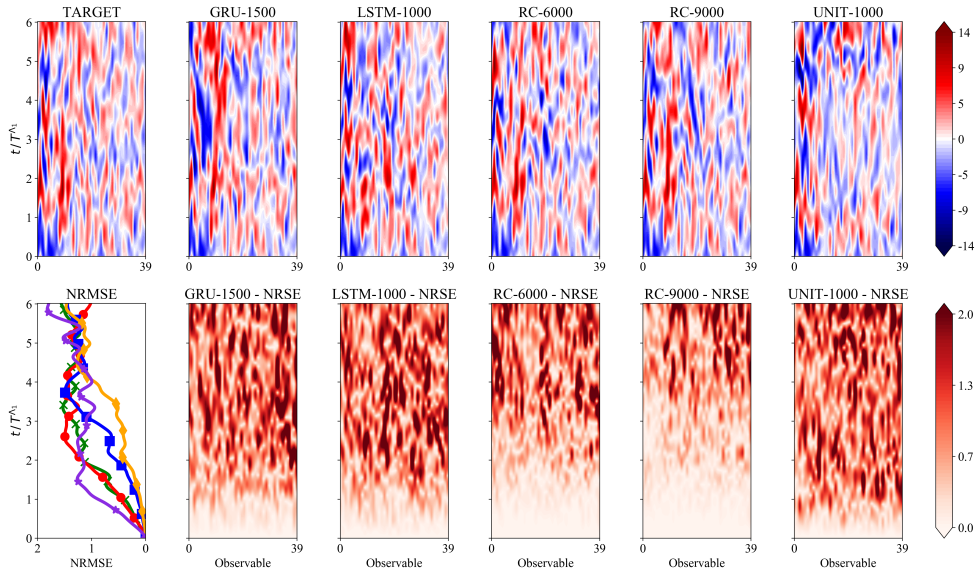 TARGET
GRU-1500
LSTM-1000
RC-6000
RC-9000
UNIT-1000
6
5
4
3
2
1
0
t/T^Λ₁
0 39
0 39
0 39
0 39
0 39
0 39
14
9
5
0
-5
-9
-14
NRMSE
GRU-1500 - NRSE
LSTM-1000 - NRSE
RC-6000 - NRSE
RC-9000 - NRSE
UNIT-1000 - NRSE
6
5
4
3
2
1
0
t/T^Λ₁
2 1 0
0 39
0 39
0 39
0 39
0 39
NRMSE
Observable
Observable
Observable
Observable
Observable
2.0
1.3
0.7
0.0